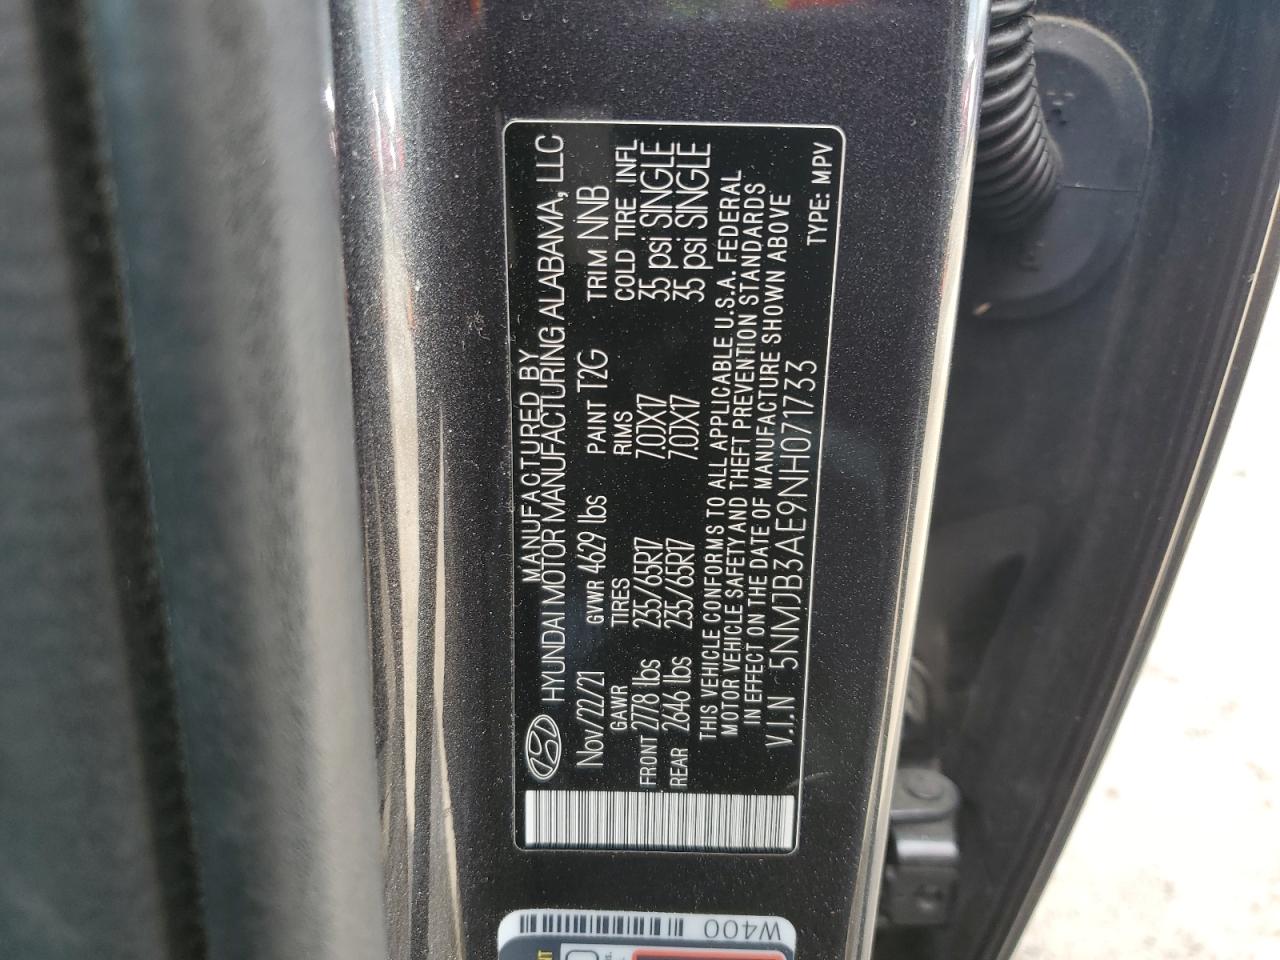 MANUFACTURED BY
HYUNDAI MOTOR MANUFACTURING ALABAMA, LLC
Nov/22/21 GVWR 4629 lbs PAINT T2G TRIM NNB
GAWR TIRES RIMS COLD TIRE INFL
FRONT 2778 lbs 235/65R17 7.0JX17 35 psi SINGLE
REAR 2646 lbs 235/65R17 7.0JX17 35 psi SINGLE
THIS VEHICLE CONFORMS TO ALL APPLICABLE U.S.A. FEDERAL
MOTOR VEHICLE SAFETY AND THEFT PREVENTION STANDARDS
IN EFFECT ON THE DATE OF MANUFACTURE SHOWN ABOVE
V.I.N 5NMJB3AE9NH071733
TYPE: MPV
W400